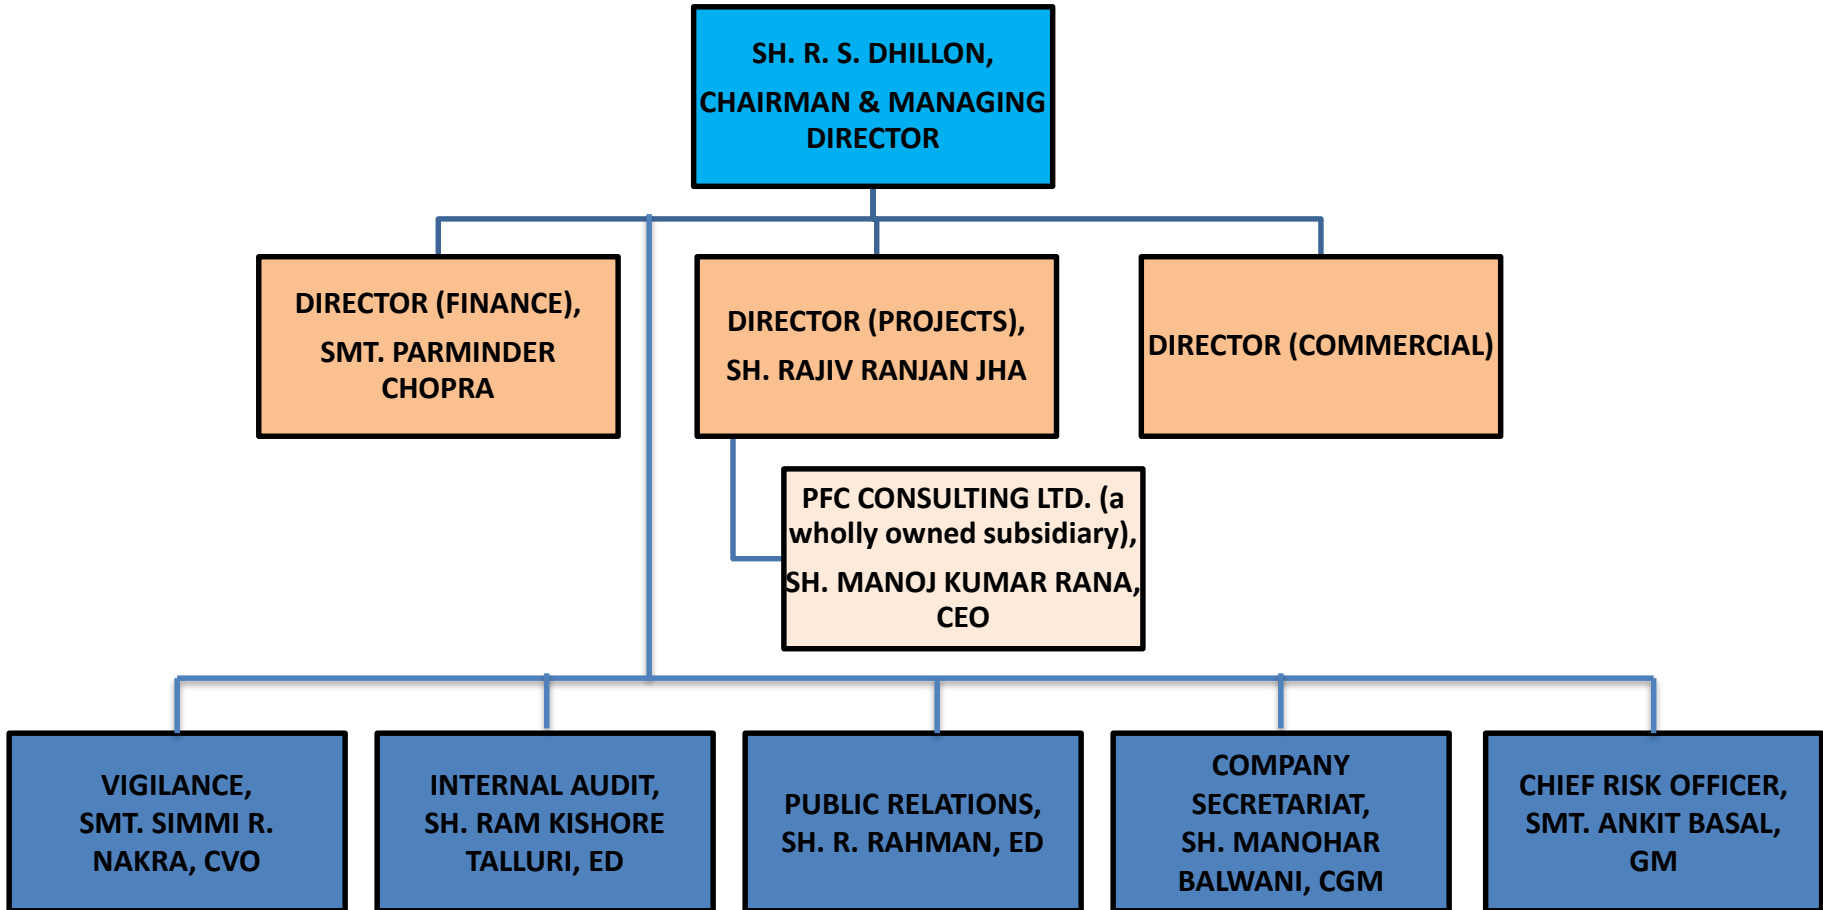 SH. R. S. DHILLON,
CHAIRMAN & MANAGING
DIRECTOR
DIRECTOR (FINANCE),
SMT. PARMINDER
CHOPRA
DIRECTOR (PROJECTS),
SH. RAJIV RANJAN JHA
DIRECTOR (COMMERCIAL)
PFC CONSULTING LTD. (a
wholly owned subsidiary),
SH. MANOJ KUMAR RANA,
CEO
VIGILANCE,
SMT. SIMMI R.
NAKRA, CVO
INTERNAL AUDIT,
SH. RAM KISHORE
TALLURI, ED
PUBLIC RELATIONS,
SH. R. RAHMAN, ED
COMPANY
SECRETARIAT,
SH. MANOHAR
BALWANI, CGM
CHIEF RISK OFFICER,
SMT. ANKIT BASAL,
GM